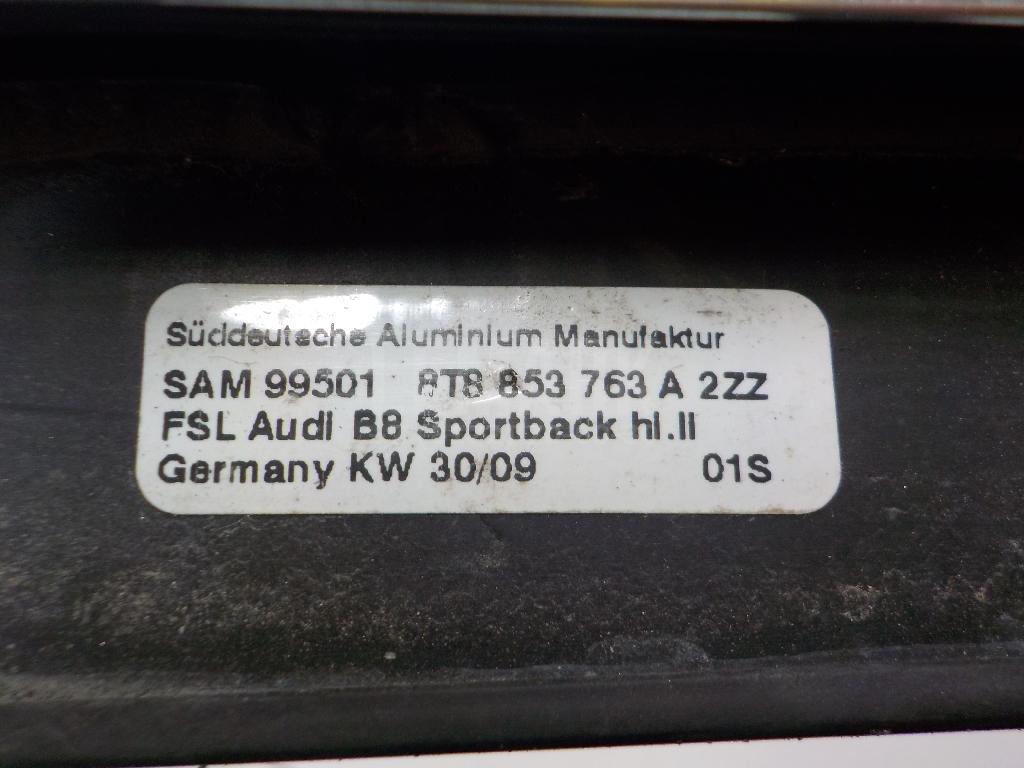 Süddeutsche Aluminium Manufaktur
SAM 99501 8T8 853 763 A 2ZZ
FSL Audi B8 Sportback hl.li
Germany KW 30/09 01S